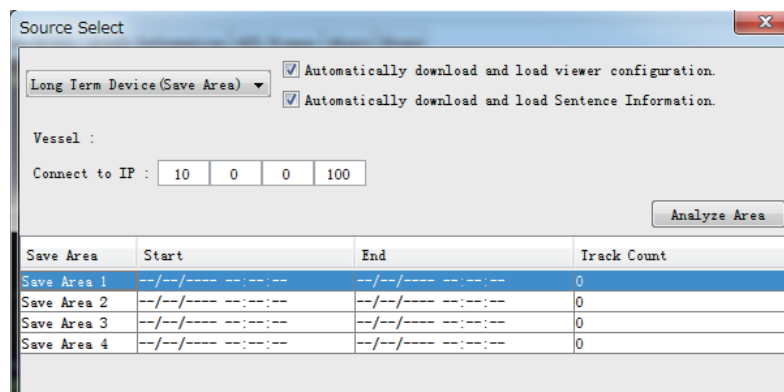 Source Select
Long Term Device(Save Area)
Automatically download and load viewer configuration.
Automatically download and load Sentence Information.
Vessel :
Connect to IP : 10 0 0 100
Analyze Area
Save Area Start End Track Count
Save Area 1 --/--/---- --:--:-- --/--/---- --:--:-- 0
Save Area 2 --/--/---- --:--:-- --/--/---- --:--:-- 0
Save Area 3 --/--/---- --:--:-- --/--/---- --:--:-- 0
Save Area 4 --/--/---- --:--:-- --/--/---- --:--:-- 0